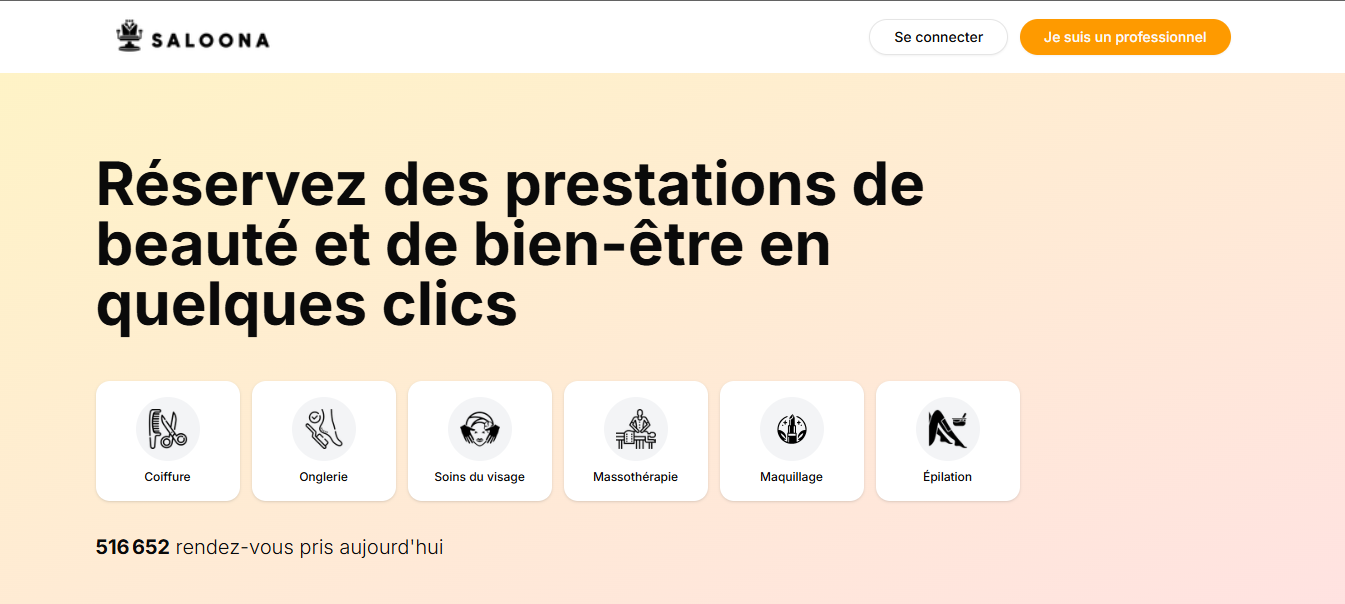 SALOONA
Se connecter
Je suis un professionnel
Réservez des prestations de
beauté et de bien-être en
quelques clics
Coiffure
Onglerie
Soins du visage
Massothérapie
Maquillage
Épilation
516 652 rendez-vous pris aujourd'hui